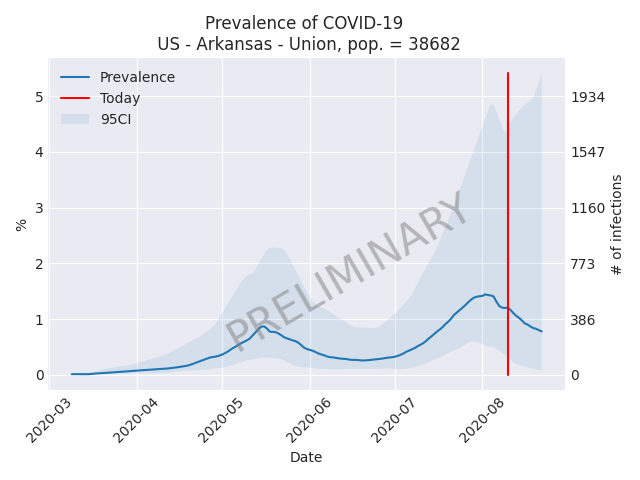 Prevalence of COVID-19
US - Arkansas - Union, pop. = 38682
Prevalence
Today
95CI
PRELIMINARY
%
5
4
3
2
1
0
1934
1547
1160
773
386
0
# of infections
2020-03
2020-04
2020-05
2020-06
2020-07
2020-08
Date